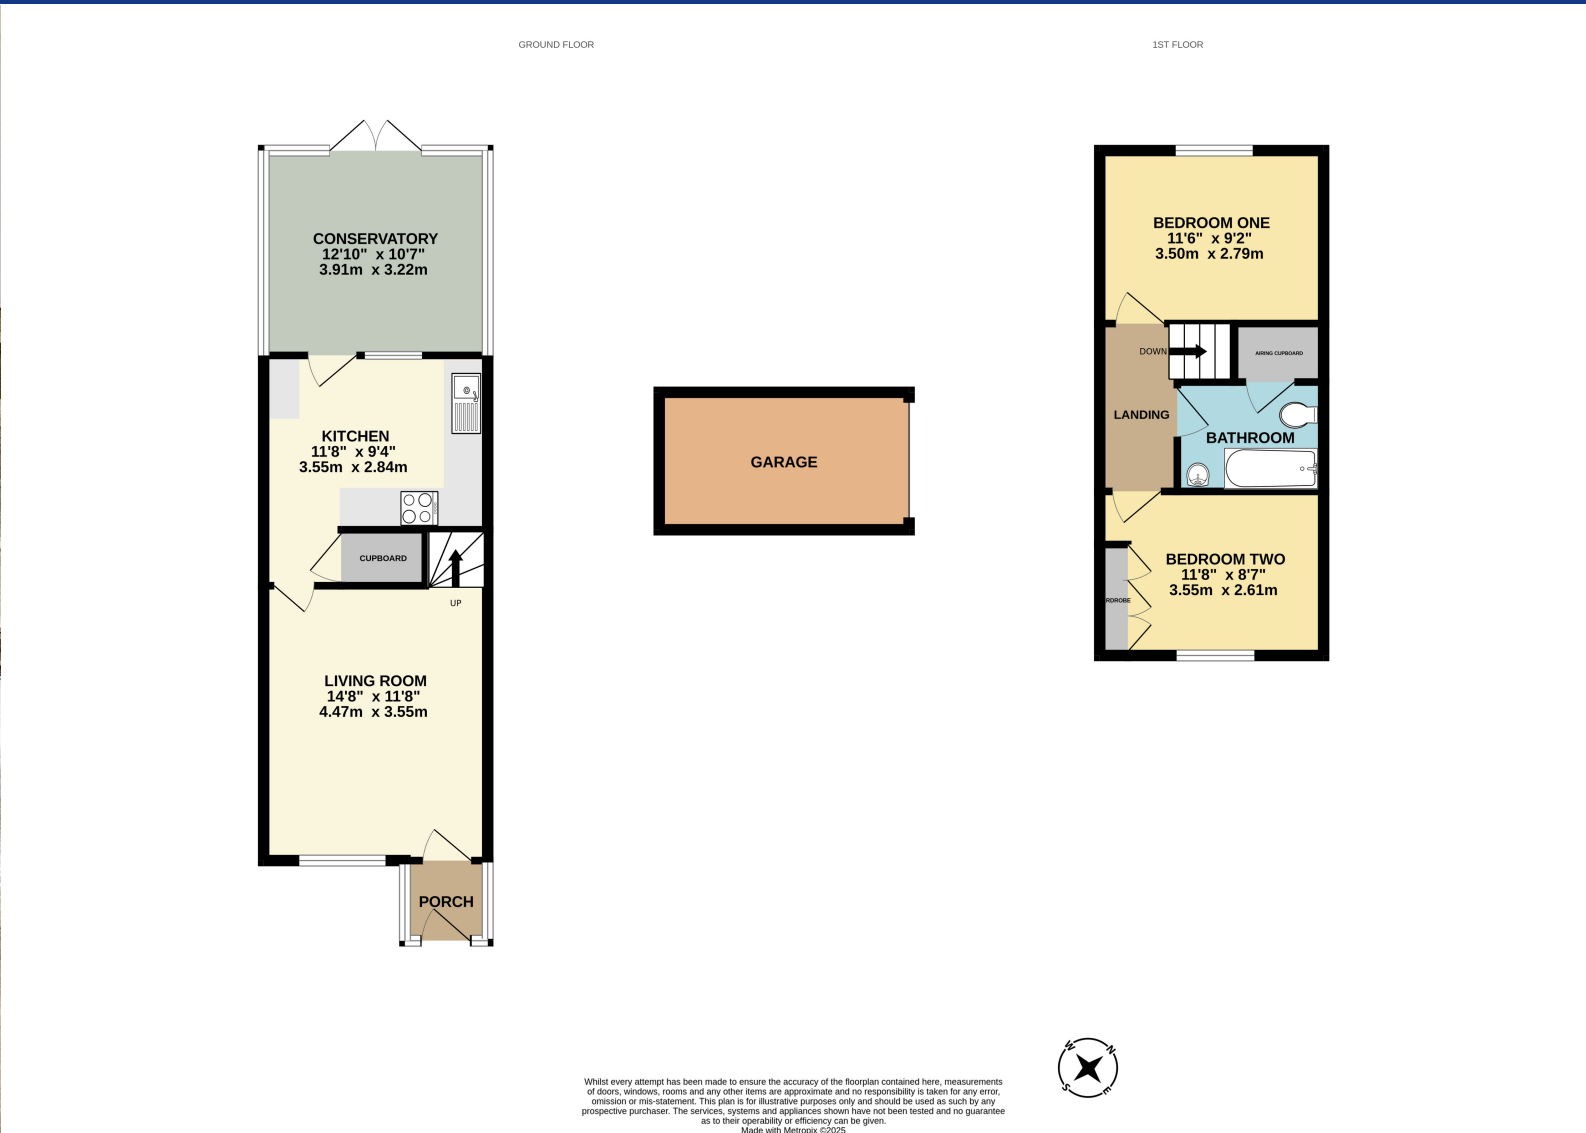 GROUND FLOOR
1ST FLOOR
CONSERVATORY
12'10" x 10'7"
3.91m x 3.22m
KITCHEN
11'8" x 9'4"
3.55m x 2.84m
CUPBOARD
UP
LIVING ROOM
14'8" x 11'8"
4.47m x 3.55m
PORCH
GARAGE
BEDROOM ONE
11'6" x 9'2"
3.50m x 2.79m
DOWN
AIRING CUPBOARD
LANDING
BATHROOM
BEDROOM TWO
11'8" x 8'7"
3.55m x 2.61m
RDROBE
W
N
S
E
Whilst every attempt has been made to ensure the accuracy of the floorplan contained here, measurements
of doors, windows, rooms and any other items are approximate and no responsibility is taken for any error,
omission or mis-statement. This plan is for illustrative purposes only and should be used as such by any
prospective purchaser. The services, systems and appliances shown have not been tested and no guarantee
as to their operability or efficiency can be given.
Made with Metropix ©2025